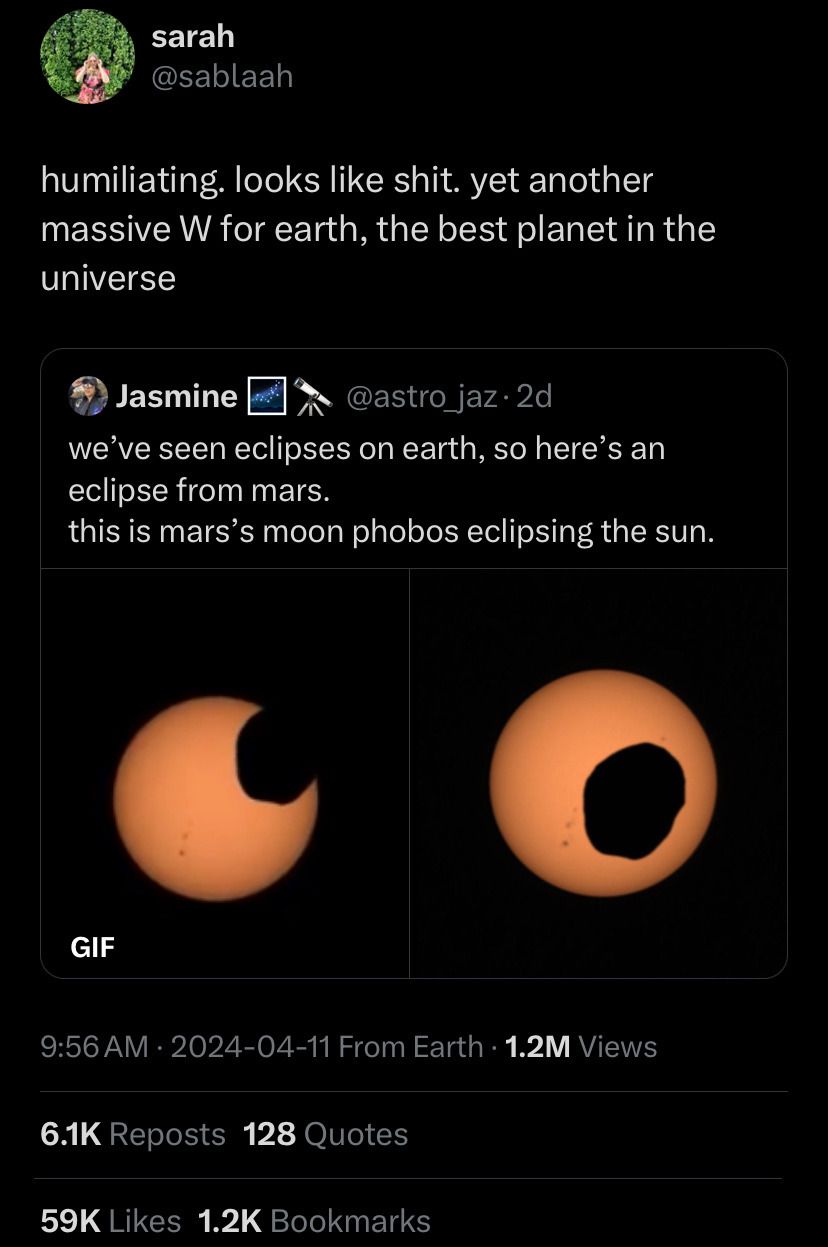 sarah
@sablaah
humiliating. looks like shit. yet another
massive W for earth, the best planet in the
universe
Jasmine 🌌🔭 @astro_jaz · 2d
we’ve seen eclipses on earth, so here’s an
eclipse from mars.
this is mars’s moon phobos eclipsing the sun.
GIF
9:56 AM · 2024-04-11 From Earth · 1.2M Views
6.1K Reposts 128 Quotes
59K Likes 1.2K Bookmarks